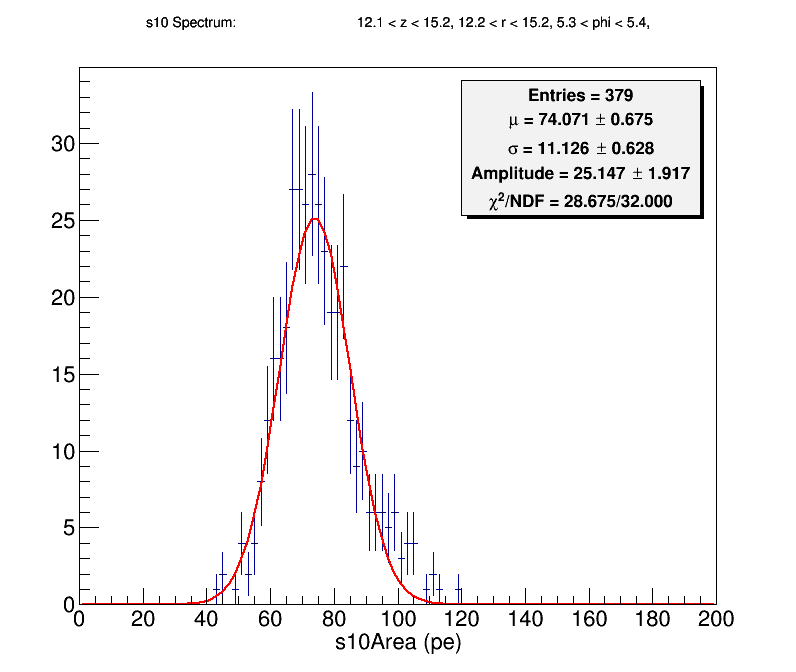 s10 Spectrum: 12.1 < z < 15.2, 12.2 < r < 15.2, 5.3 < phi < 5.4,
Entries = 379
μ = 74.071 ± 0.675
σ = 11.126 ± 0.628
Amplitude = 25.147 ± 1.917
χ²/NDF = 28.675/32.000
30
25
20
15
10
5
0
0 20 40 60 80 100 120 140 160 180 200
s10Area (pe)